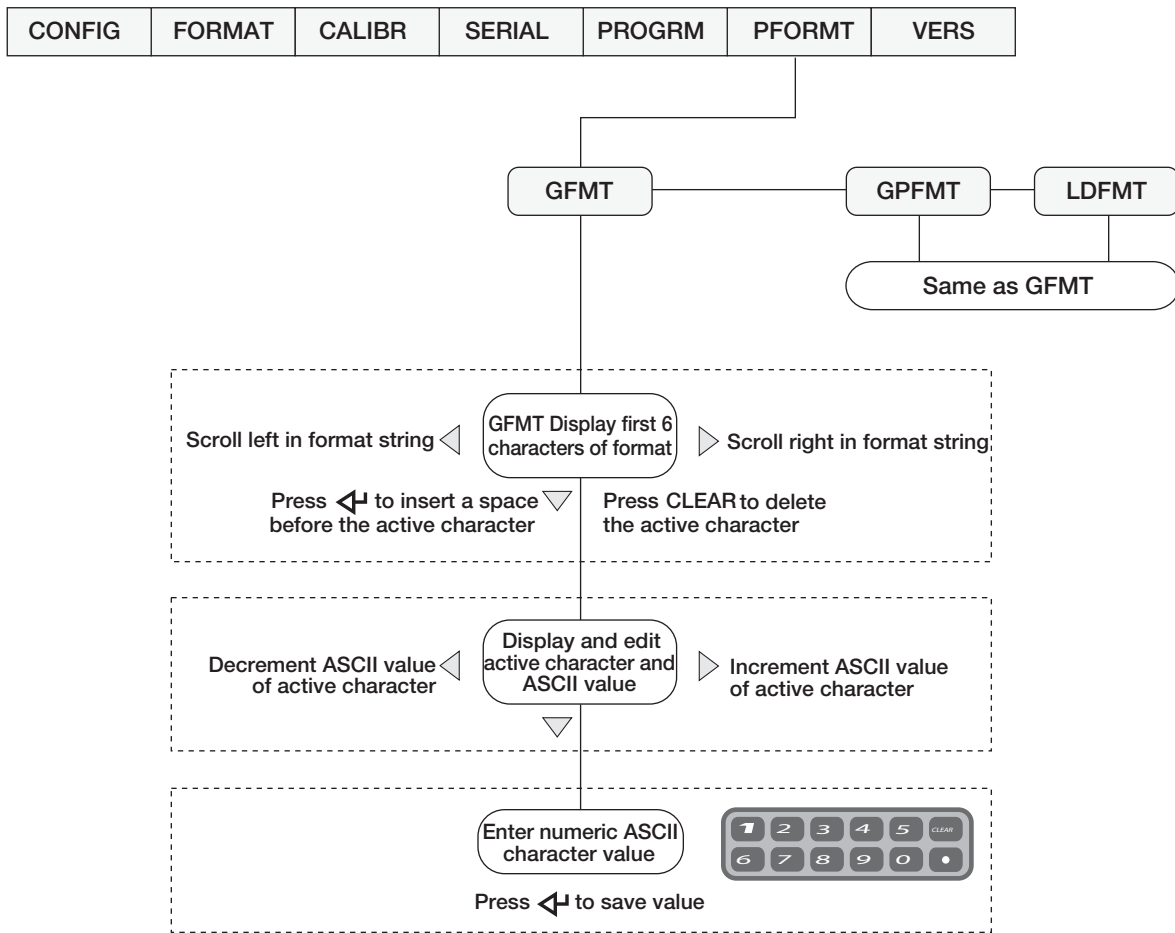 CONFIG FORMAT CALIBR SERIAL PROGRM PFORMT VERS
GFMT GPFMT LDFMT
Same as GFMT
GFMT Display first 6
characters of format
Scroll left in format string
Scroll right in format string
Press to insert a space
before the active character
Press CLEAR to delete
the active character
Display and edit
active character and
ASCII value
Decrement ASCII value
of active character
Increment ASCII value
of active character
Enter numeric ASCII
character value
1 2 3 4 5 CLEAR
6 7 8 9 0 •
Press to save value